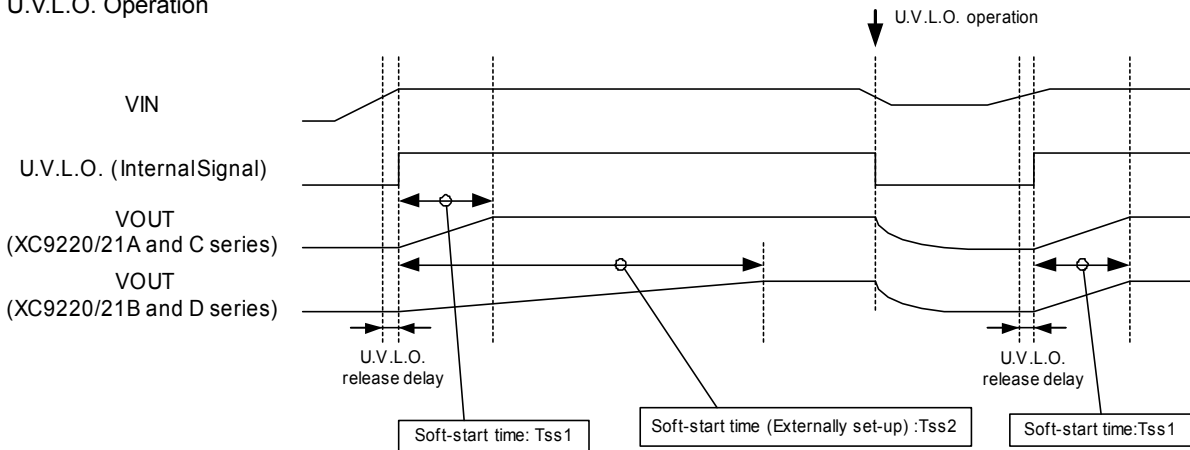 U.V.L.O. Operation
U.V.L.O. operation
VIN
U.V.L.O. (InternalSignal)
VOUT
(XC9220/21A and C series)
VOUT
(XC9220/21B and D series)
U.V.L.O.
release delay
U.V.L.O.
release delay
Soft-start time: Tss1
Soft-start time (Externally set-up) :Tss2
Soft-start time:Tss1